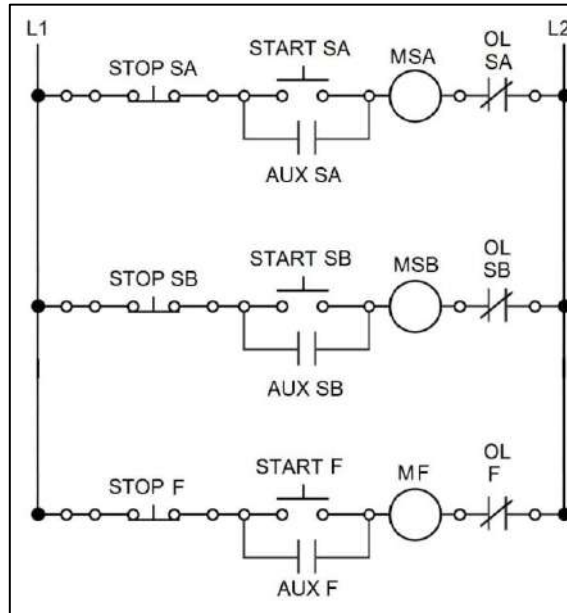 L1
L2
STOP SA
START SA
MSA
OL
SA
AUX SA
STOP SB
START SB
MSB
OL
SB
AUX SB
STOP F
START F
MF
OL
F
AUX F